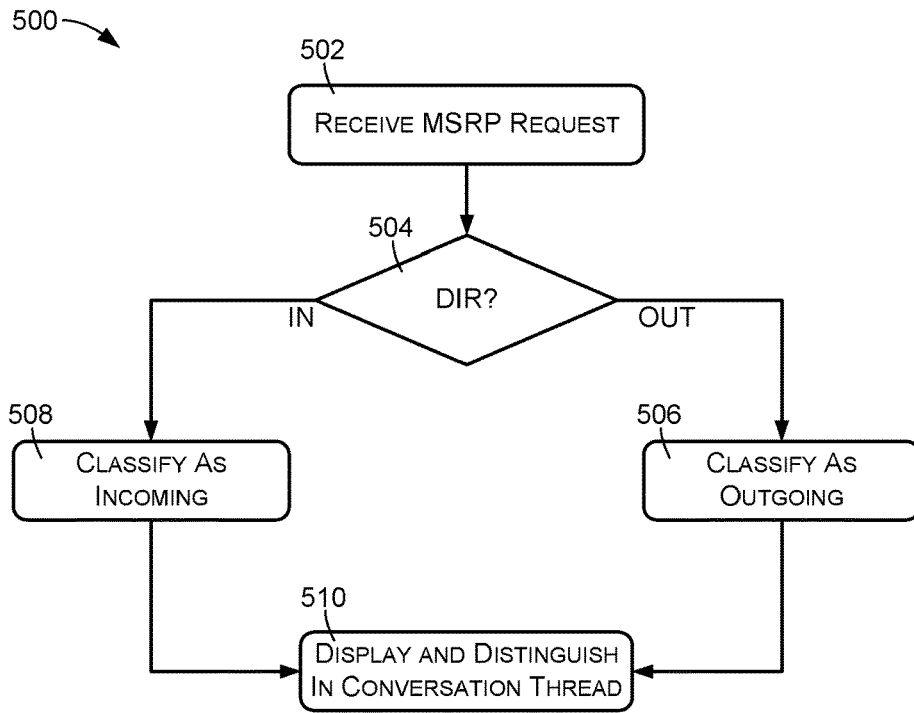 500
502
RECEIVE MSRP REQUEST
504
DIR?
IN
OUT
508
CLASSIFY AS
INCOMING
506
CLASSIFY AS
OUTGOING
510
DISPLAY AND DISTINGUISH
IN CONVERSATION THREAD